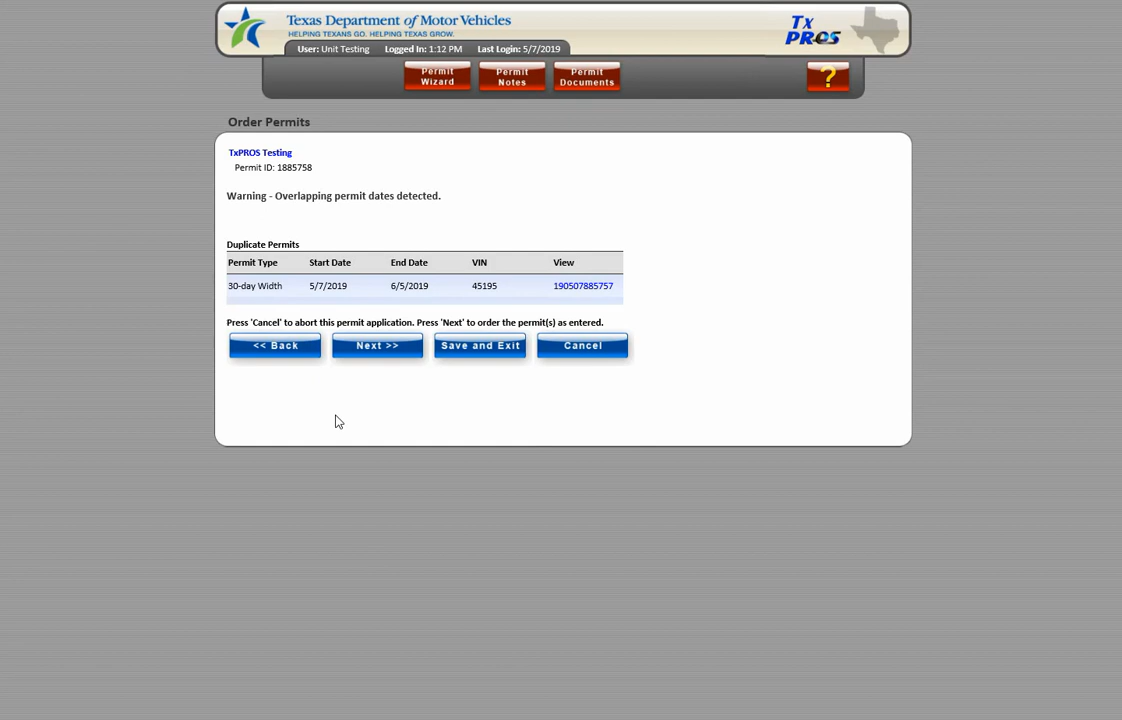 Texas Department of Motor Vehicles
HELPING TEXANS GO. HELPING TEXAS GROW.
Tx PROS
User: Unit Testing Logged In: 1:12 PM Last Login: 5/7/2019
Permit Wizard
Permit Notes
Permit Documents
?
Order Permits
TxPROS Testing
Permit ID: 1885758
Warning - Overlapping permit dates detected.
Duplicate Permits
Permit Type Start Date End Date VIN View
30-day Width 5/7/2019 6/5/2019 45195 190507885757
Press 'Cancel' to abort this permit application. Press 'Next' to order the permit(s) as entered.
<< Back Next >> Save and Exit Cancel